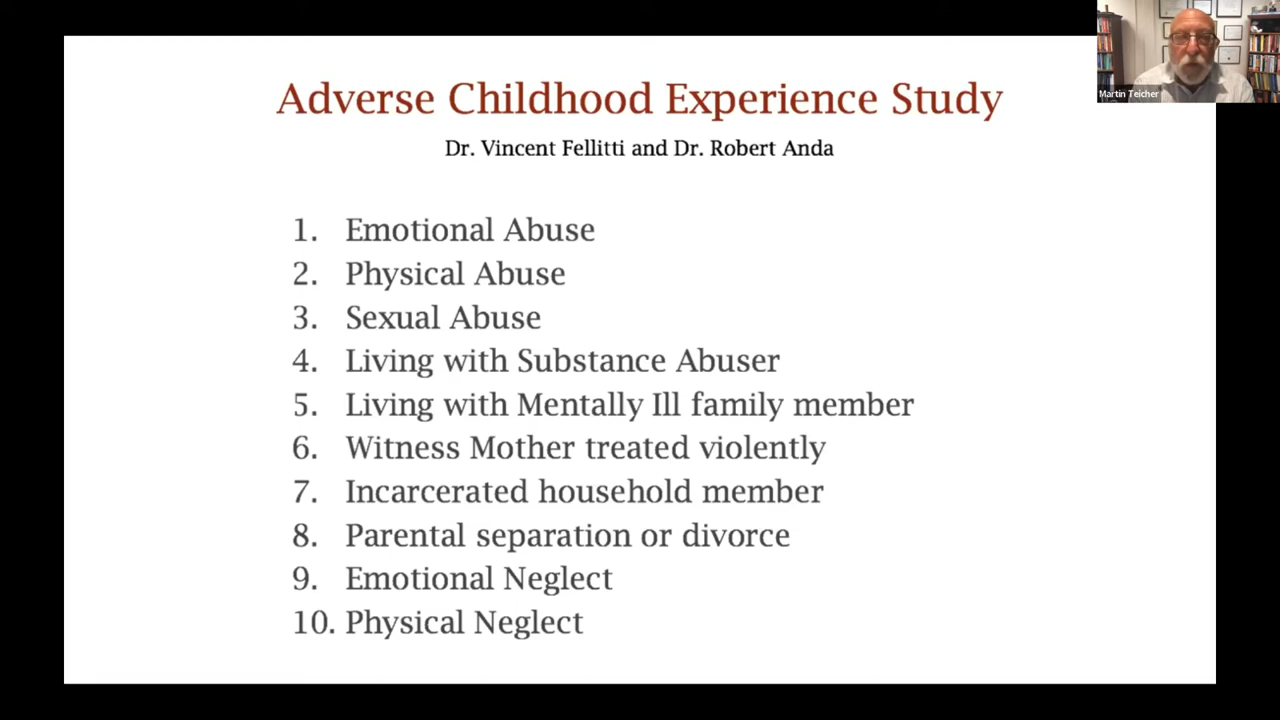 Adverse Childhood Experience Study
Dr. Vincent Fellitti and Dr. Robert Anda
1. Emotional Abuse
2. Physical Abuse
3. Sexual Abuse
4. Living with Substance Abuser
5. Living with Mentally Ill family member
6. Witness Mother treated violently
7. Incarcerated household member
8. Parental separation or divorce
9. Emotional Neglect
10. Physical Neglect
Martin Teicher